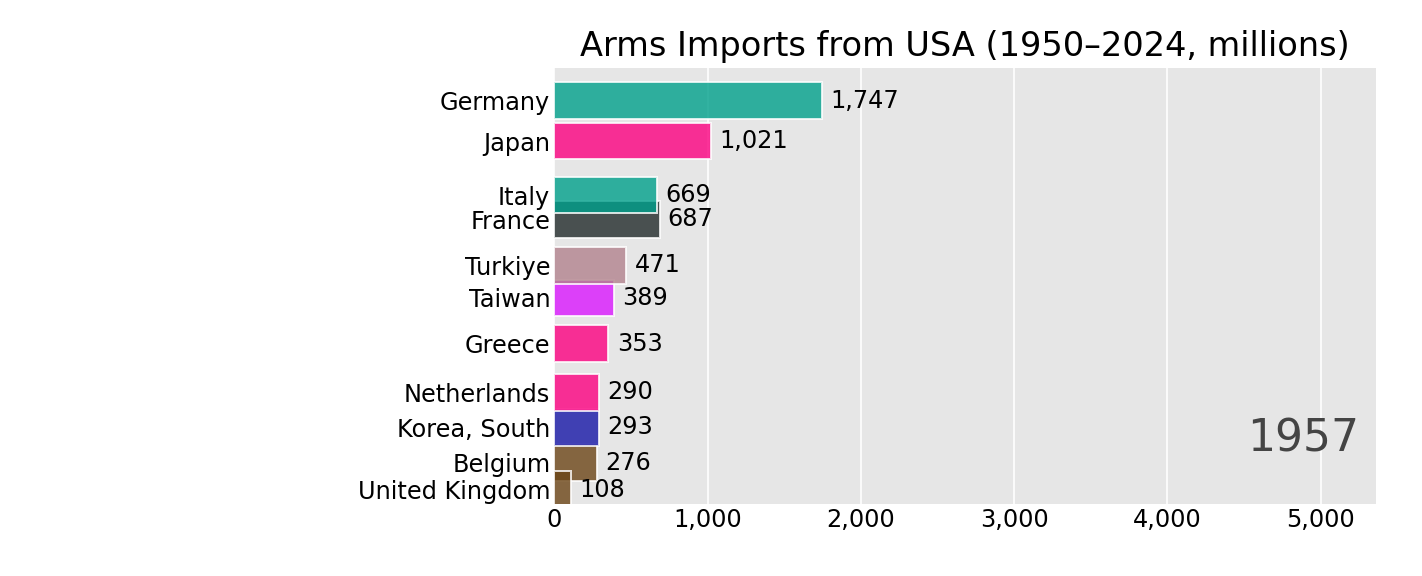 Arms Imports from USA (1950–2024, millions)
Germany 1,747
Japan 1,021
Italy 669
France 687
Turkiye 471
Taiwan 389
Greece 353
Netherlands 290
Korea, South 293
1957
Belgium 276
United Kingdom 108
0 1,000 2,000 3,000 4,000 5,000